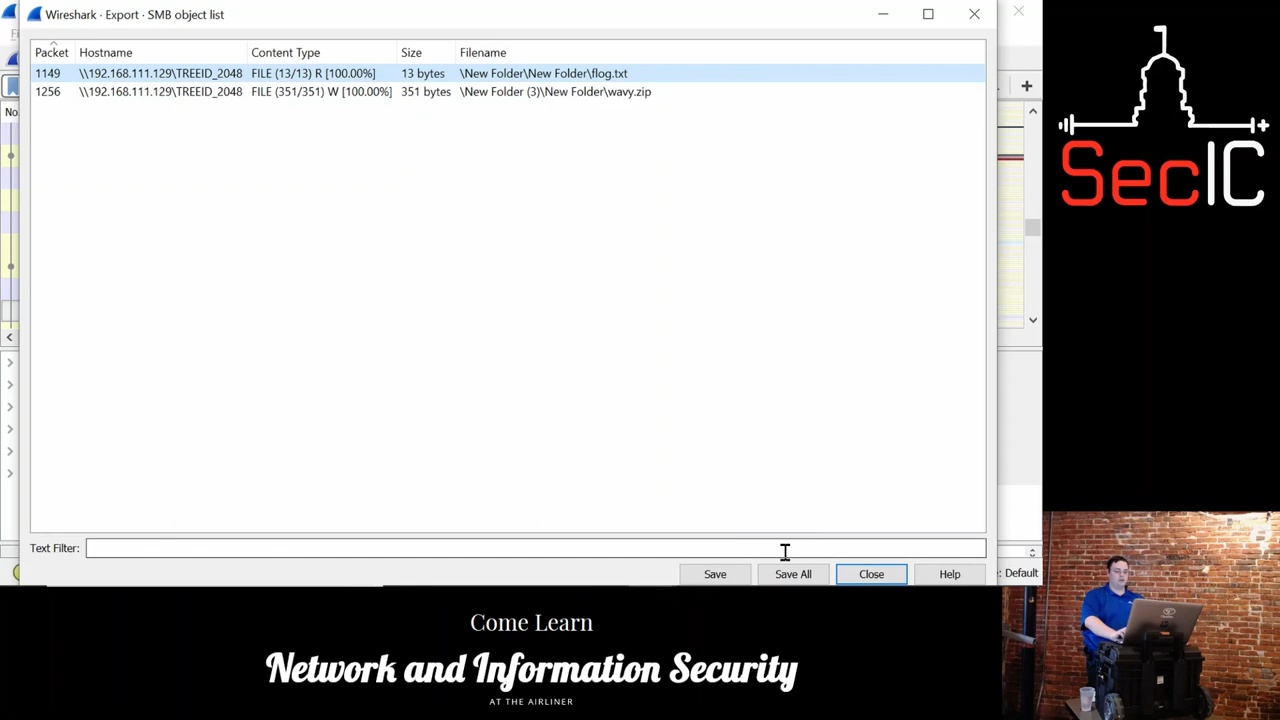 Wireshark · Export · SMB object list
Packet Hostname Content Type Size Filename
1149 \\192.168.111.129\TREEID_2048 FILE (13/13) R [100.00%] 13 bytes \New Folder\New Folder\flog.txt
1256 \\192.168.111.129\TREEID_2048 FILE (351/351) W [100.00%] 351 bytes \New Folder (3)\New Folder\wavy.zip
No.
SecIC
Text Filter:
Save Save All Close Help
: Default
Come Learn
Network and Information Security
AT THE AIRLINER